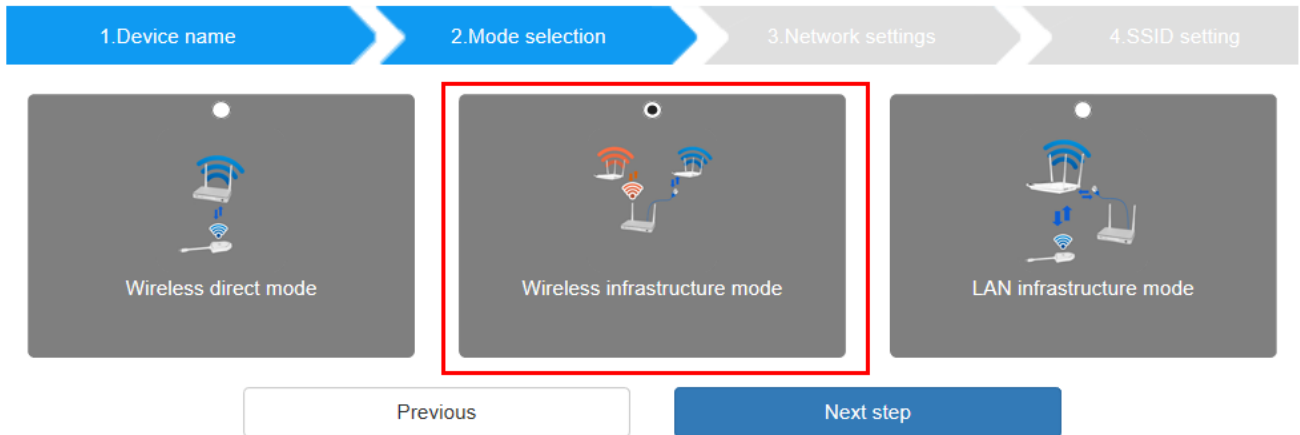 1.Device name
2.Mode selection
3.Network settings
4.SSID setting
Wireless direct mode
Wireless infrastructure mode
LAN infrastructure mode
Previous
Next step